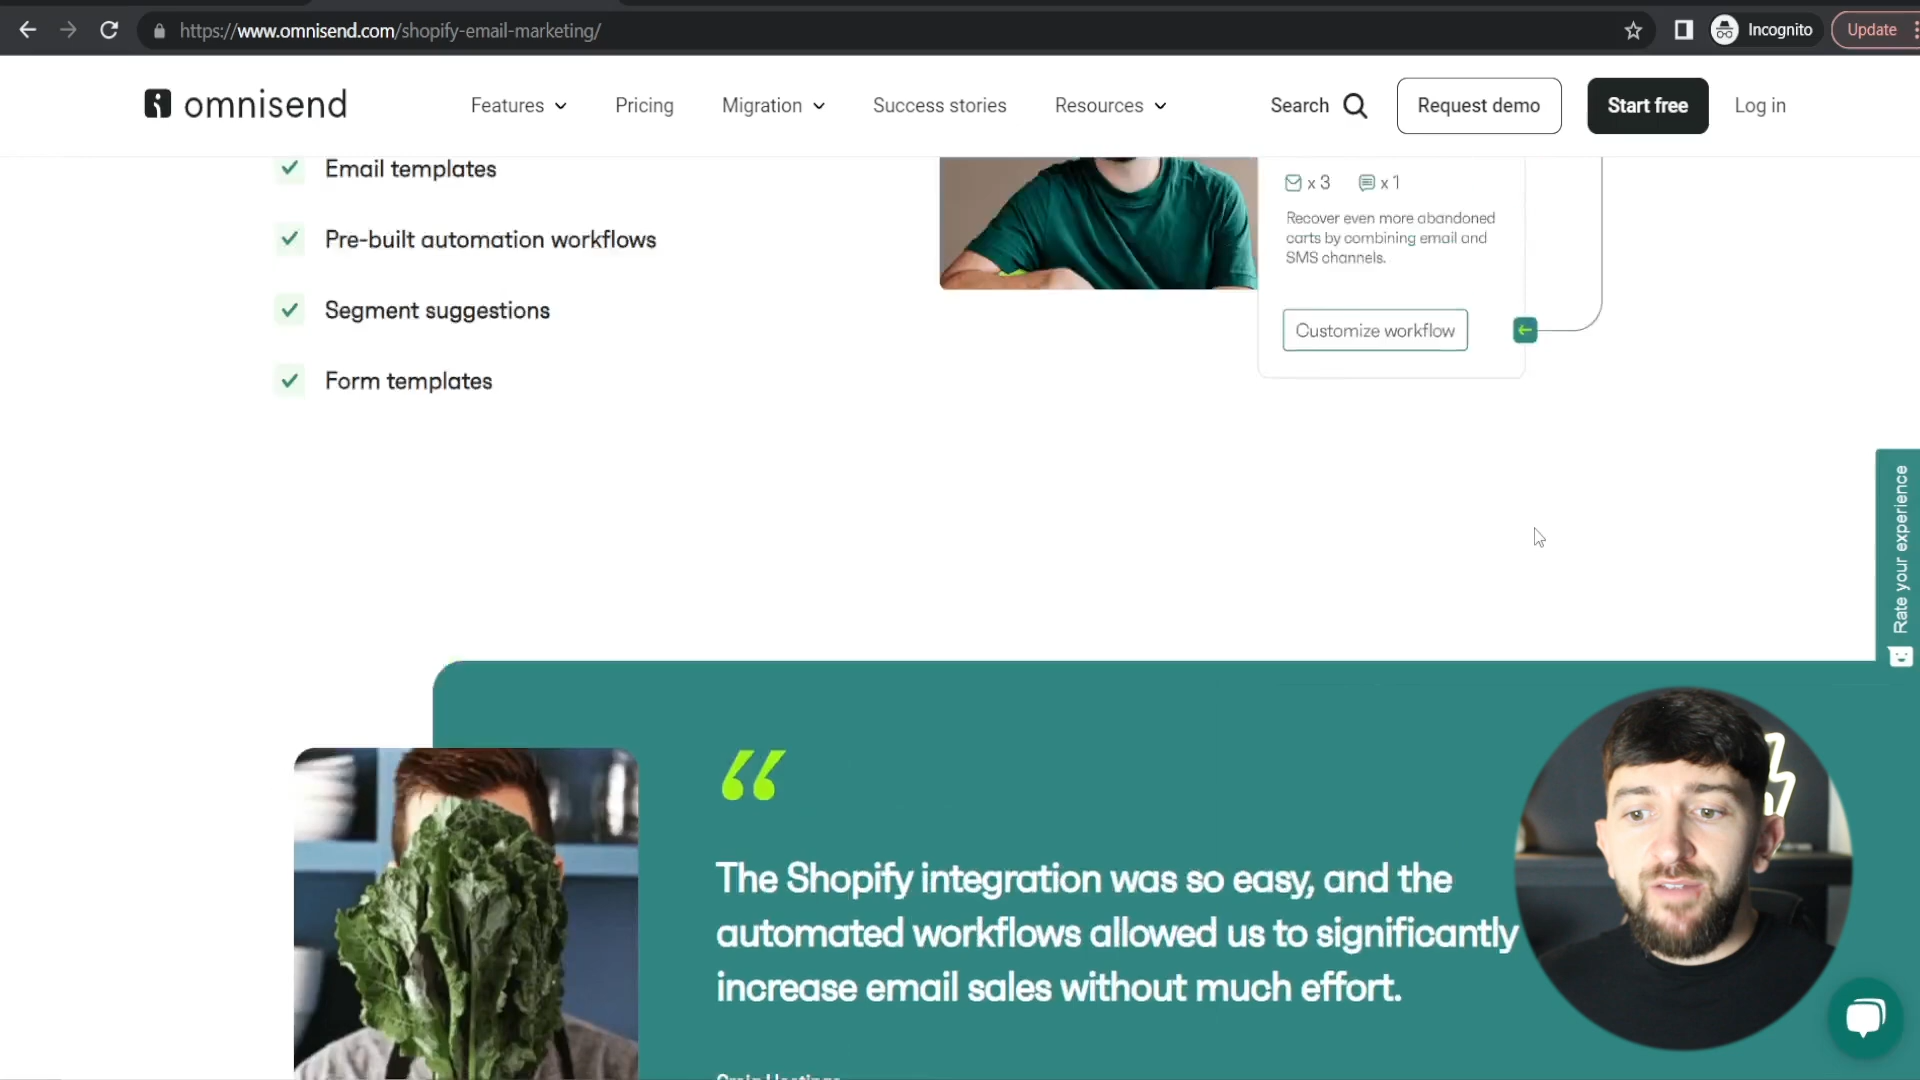 https://www.omnisend.com/shopify-email-marketing/
Incognito
Update
omnisend
Features
Pricing
Migration
Success stories
Resources
Search
Request demo
Start free
Log in
Email templates
Pre-built automation workflows
Segment suggestions
Form templates
x 3
x 1
Recover even more abandoned
carts by combining email and
SMS channels.
Customize workflow
Rate your experience
“
The Shopify integration was so easy, and the
automated workflows allowed us to significantly
increase email sales without much effort.